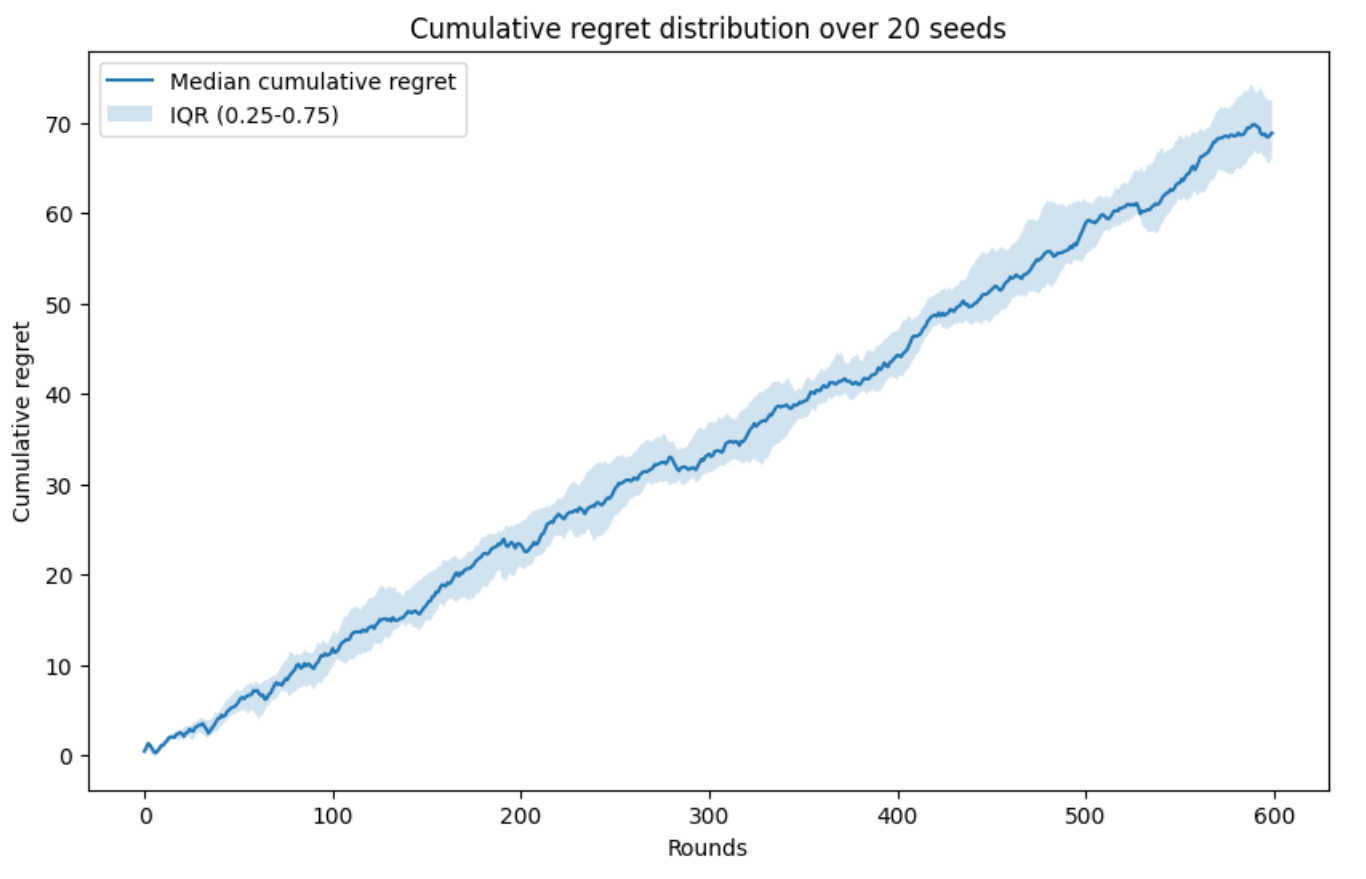 Cumulative regret distribution over 20 seeds
Median cumulative regret
IQR (0.25-0.75)
Cumulative regret
70
60
50
40
30
20
10
0
0 100 200 300 400 500 600
Rounds